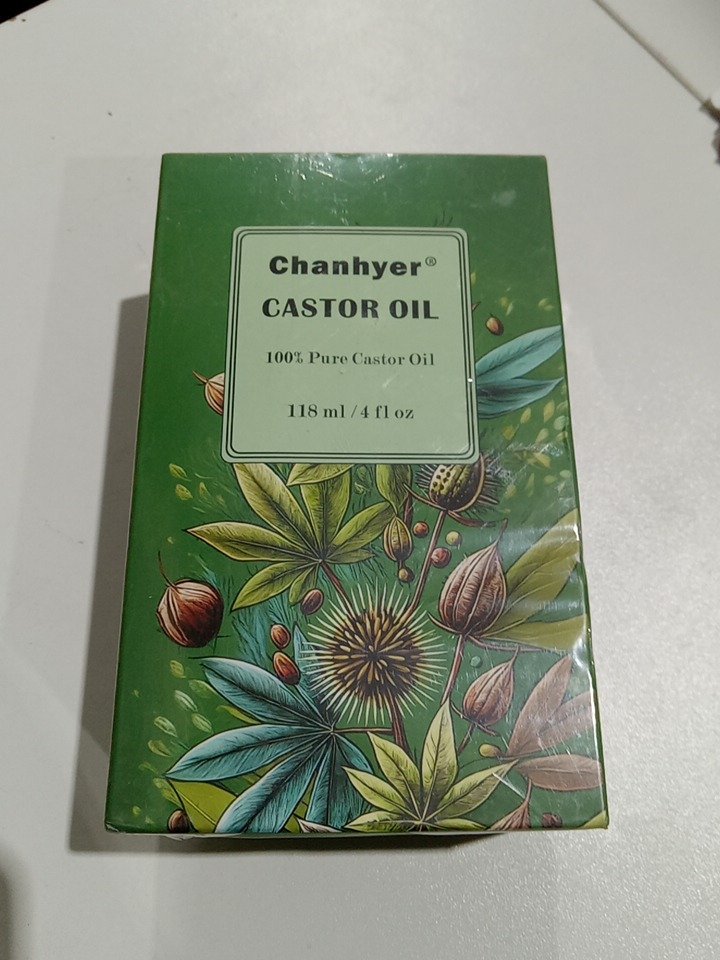 Chanhyer®
CASTOR OIL
100% Pure Castor Oil
118 ml / 4 fl oz